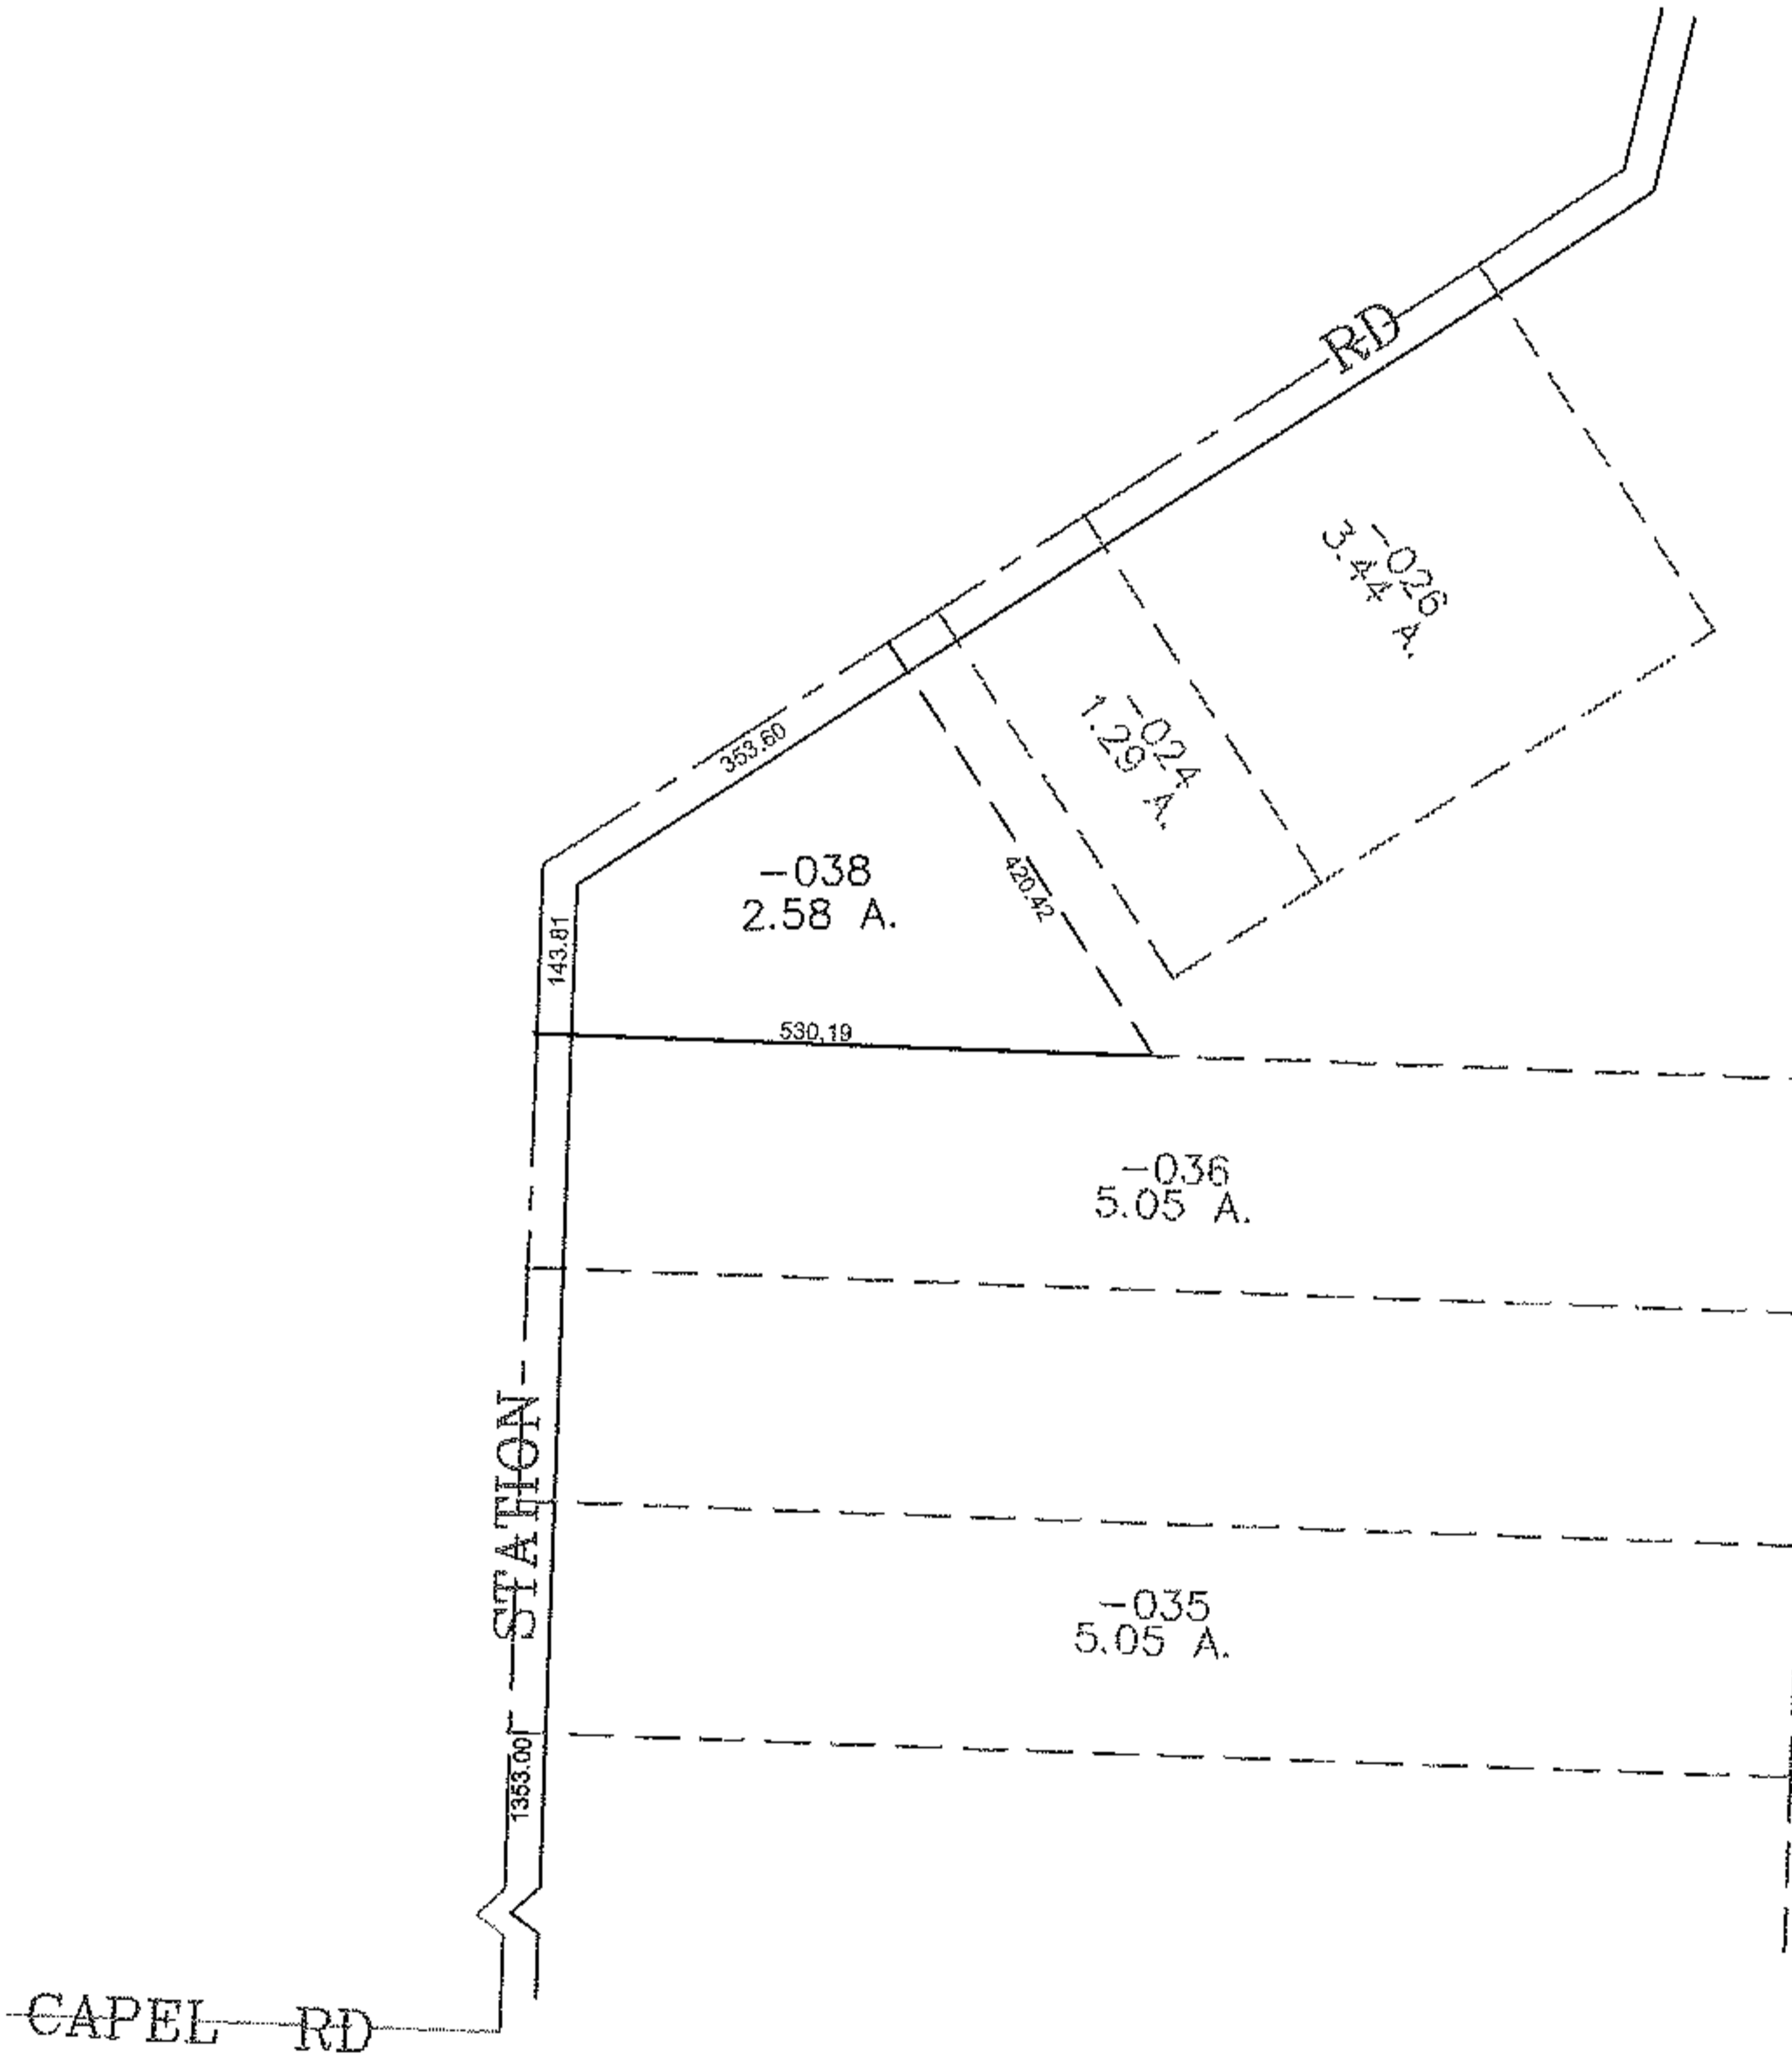 RD
-026
3.44 A.
-024
1.29 A.
353.60
-038
2.58 A.
420.42
143.81
530.19
-036
5.05 A.
STATION
-035
5.05 A.
1353.00
CAPEL RD